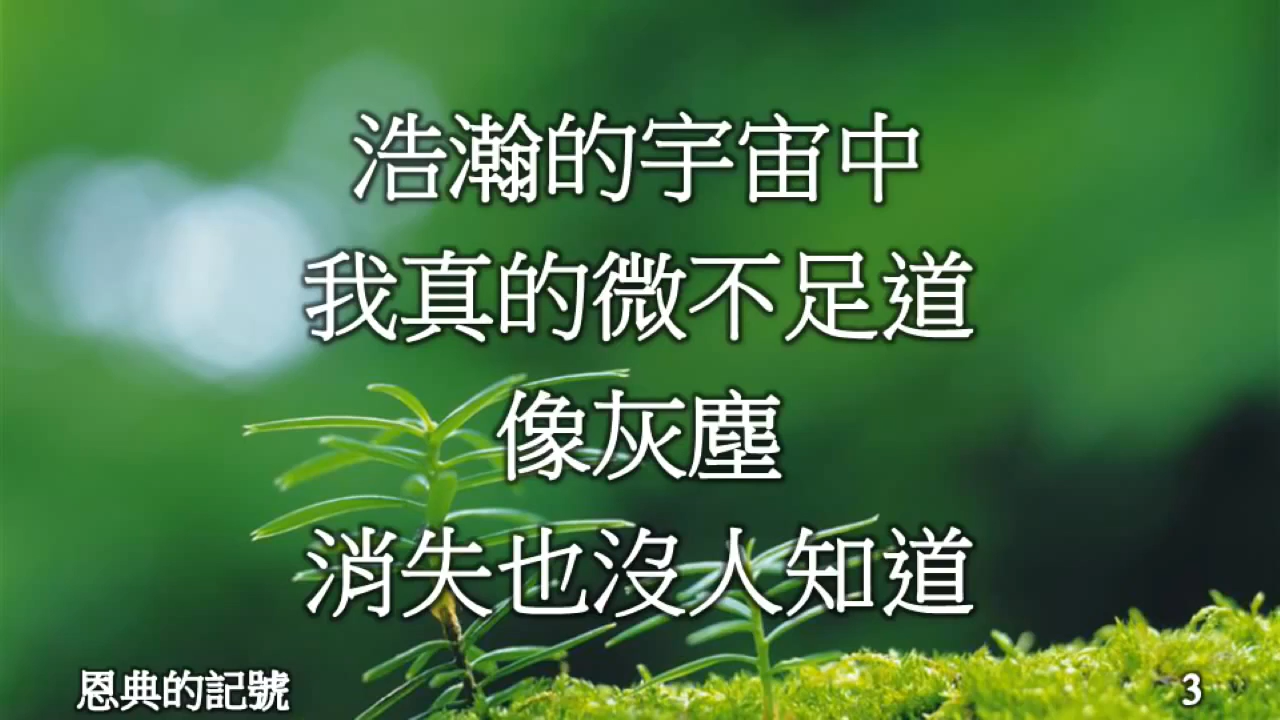 浩瀚的宇宙中
我真的微不足道
像灰塵
消失也沒人知道
恩典的記號
3